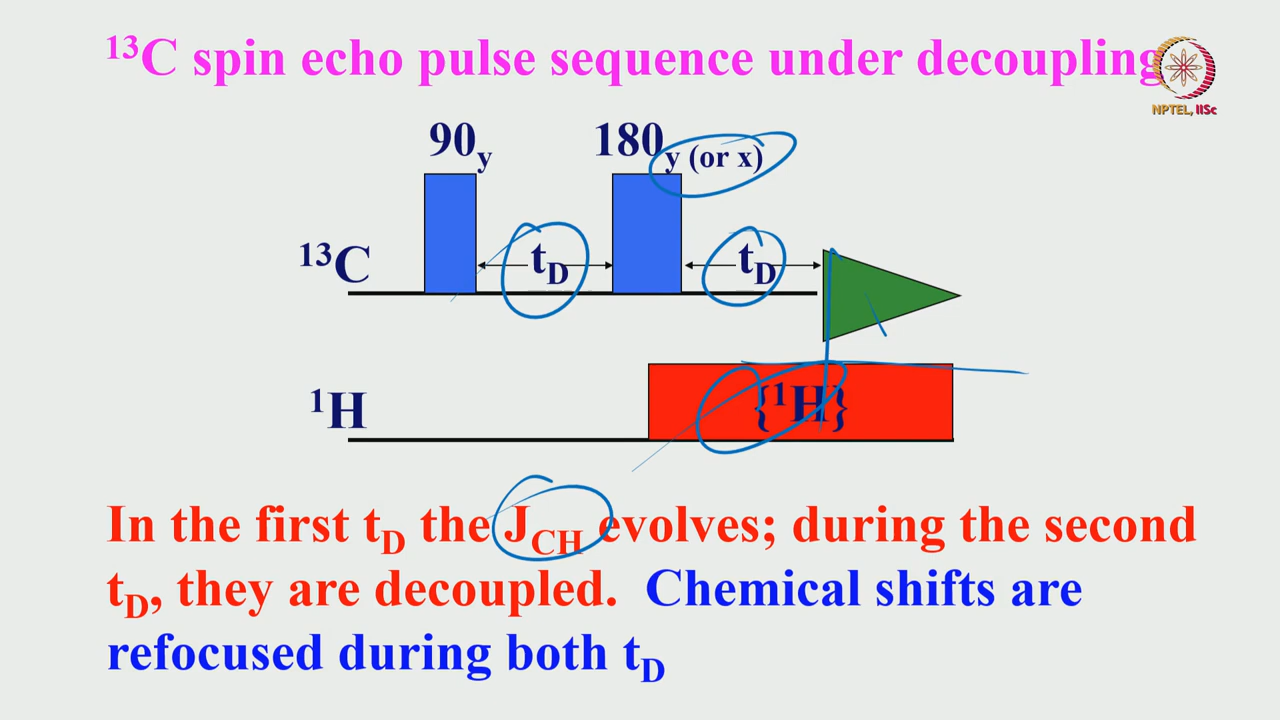 ¹³C spin echo pulse sequence under decoupling
NPTEL, IISc
90y 180y (or x)
¹³C tD tD
¹H {¹H}
In the first tD the JCH evolves; during the second
tD, they are decoupled. Chemical shifts are
refocused during both tD